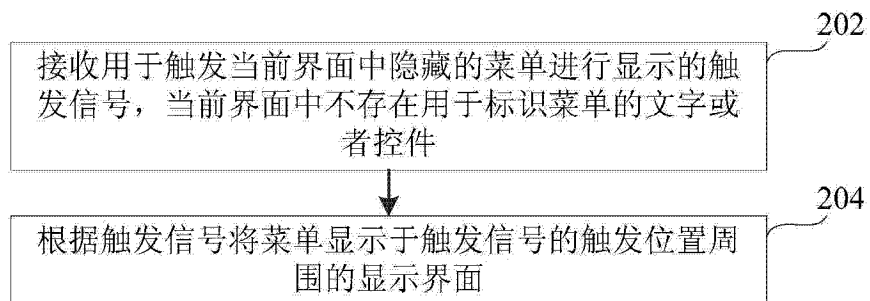 202
接收用于触发当前界面中隐藏的菜单进行显示的触
发信号，当前界面中不存在用于标识菜单的文字或
者控件
204
根据触发信号将菜单显示于触发信号的触发位置周
围的显示界面